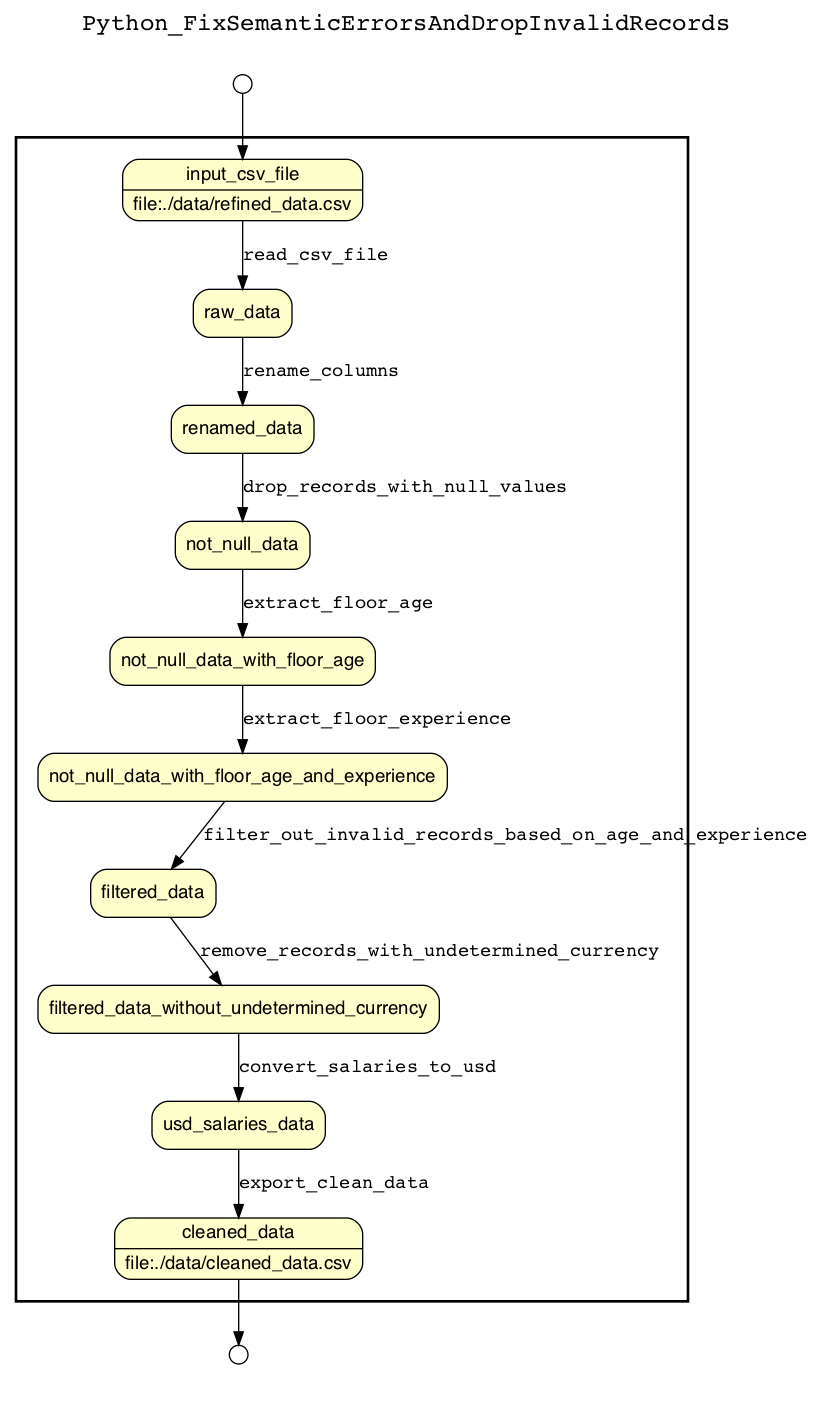 Python_FixSemanticErrorsAndDropInvalidRecords
input_csv_file
file:./data/refined_data.csv
read_csv_file
raw_data
rename_columns
renamed_data
drop_records_with_null_values
not_null_data
extract_floor_age
not_null_data_with_floor_age
extract_floor_experience
not_null_data_with_floor_age_and_experience
filter_out_invalid_records_based_on_age_and_experience
filtered_data
remove_records_with_undetermined_currency
filtered_data_without_undetermined_currency
convert_salaries_to_usd
usd_salaries_data
export_clean_data
cleaned_data
file:./data/cleaned_data.csv